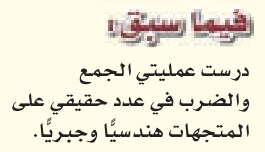 فيما سبق:
درست عمليتي الجمع
والضرب في عدد حقيقي على
المتجهات هندسيًّا وجبريًّا.